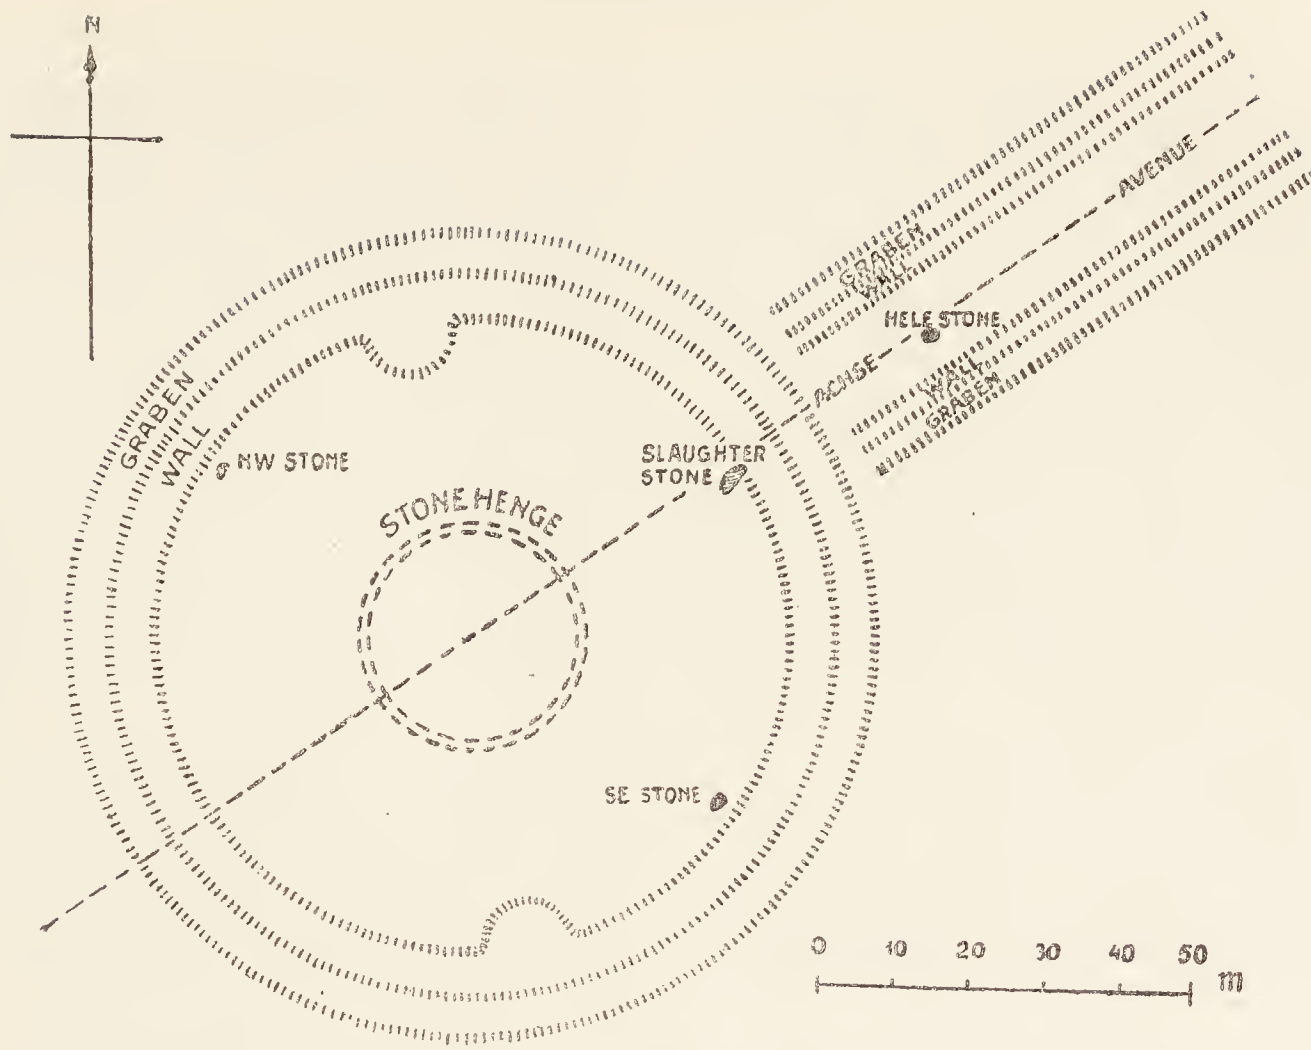 N
AVENUE
GRABEN
WALL
HELE STONE
ACHSE
WALL
GRABEN
GRABEN
WALL
NW STONE
SLAUGHTER
STONE
STONEHENGE
SE STONE
0 10 20 30 40 50 m